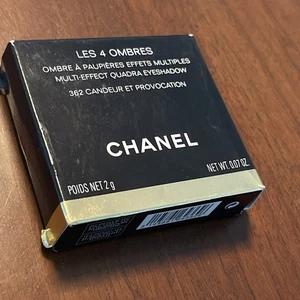 LES 4 OMBRES
OMBRE À PAUPIÈRES EFFETS MULTIPLES
MULTI-EFFECT QUADRA EYESHADOW
362 CANDEUR ET PROVOCATION
CHANEL
POIDS NET 2 g
NET WT. 0.07 OZ.